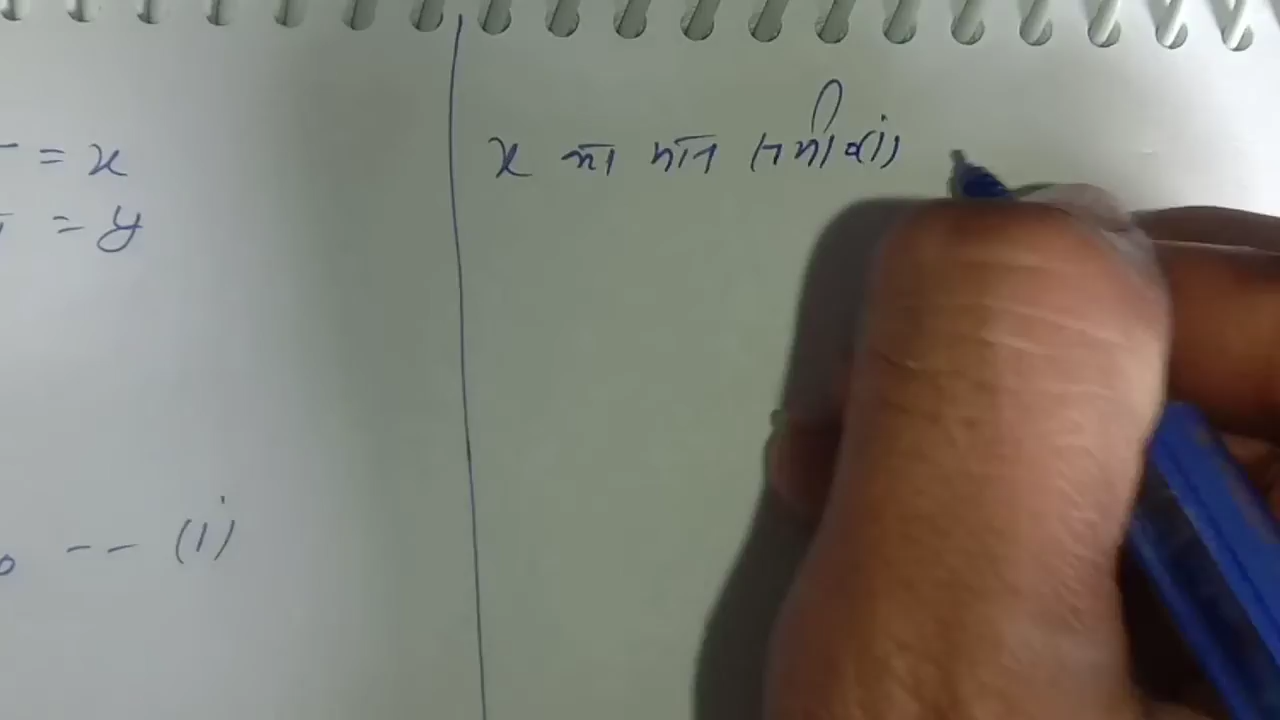 = x
= y
-- (i)
x का मान समी० (i)